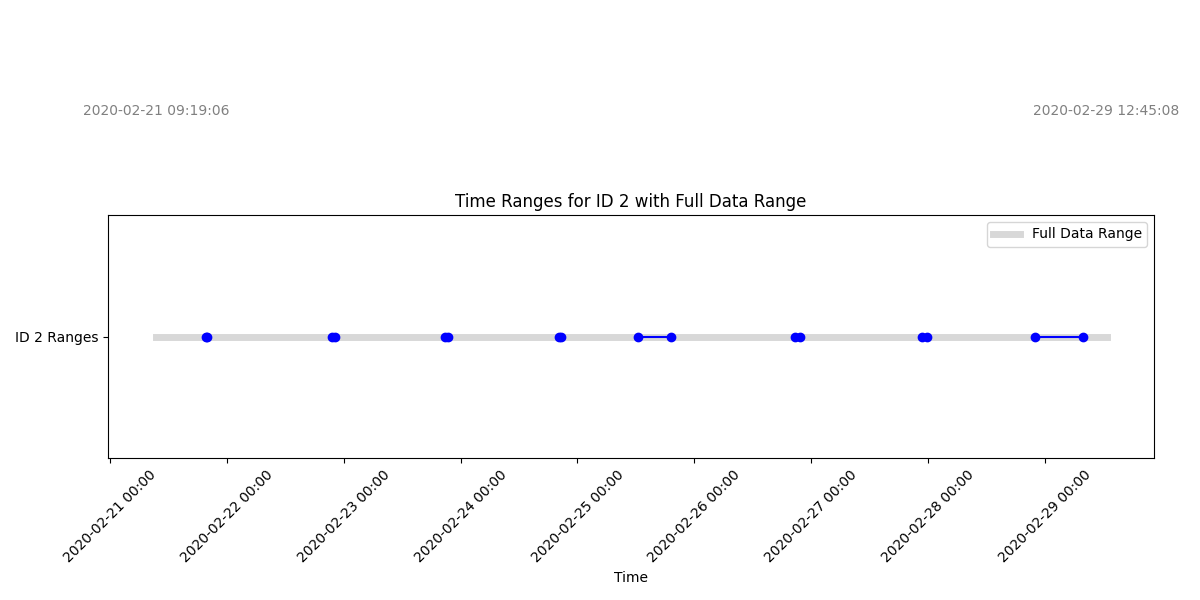 2020-02-21 09:19:06
2020-02-29 12:45:08
Time Ranges for ID 2 with Full Data Range
Full Data Range
ID 2 Ranges
2020-02-21 00:00
2020-02-22 00:00
2020-02-23 00:00
2020-02-24 00:00
2020-02-25 00:00
2020-02-26 00:00
2020-02-27 00:00
2020-02-28 00:00
2020-02-29 00:00
Time